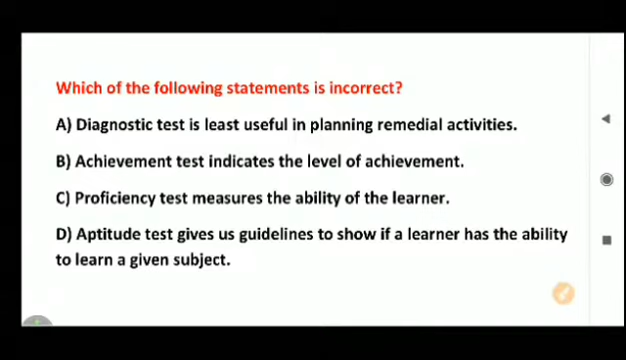 Which of the following statements is incorrect?
A) Diagnostic test is least useful in planning remedial activities.
B) Achievement test indicates the level of achievement.
C) Proficiency test measures the ability of the learner.
D) Aptitude test gives us guidelines to show if a learner has the ability
to learn a given subject.